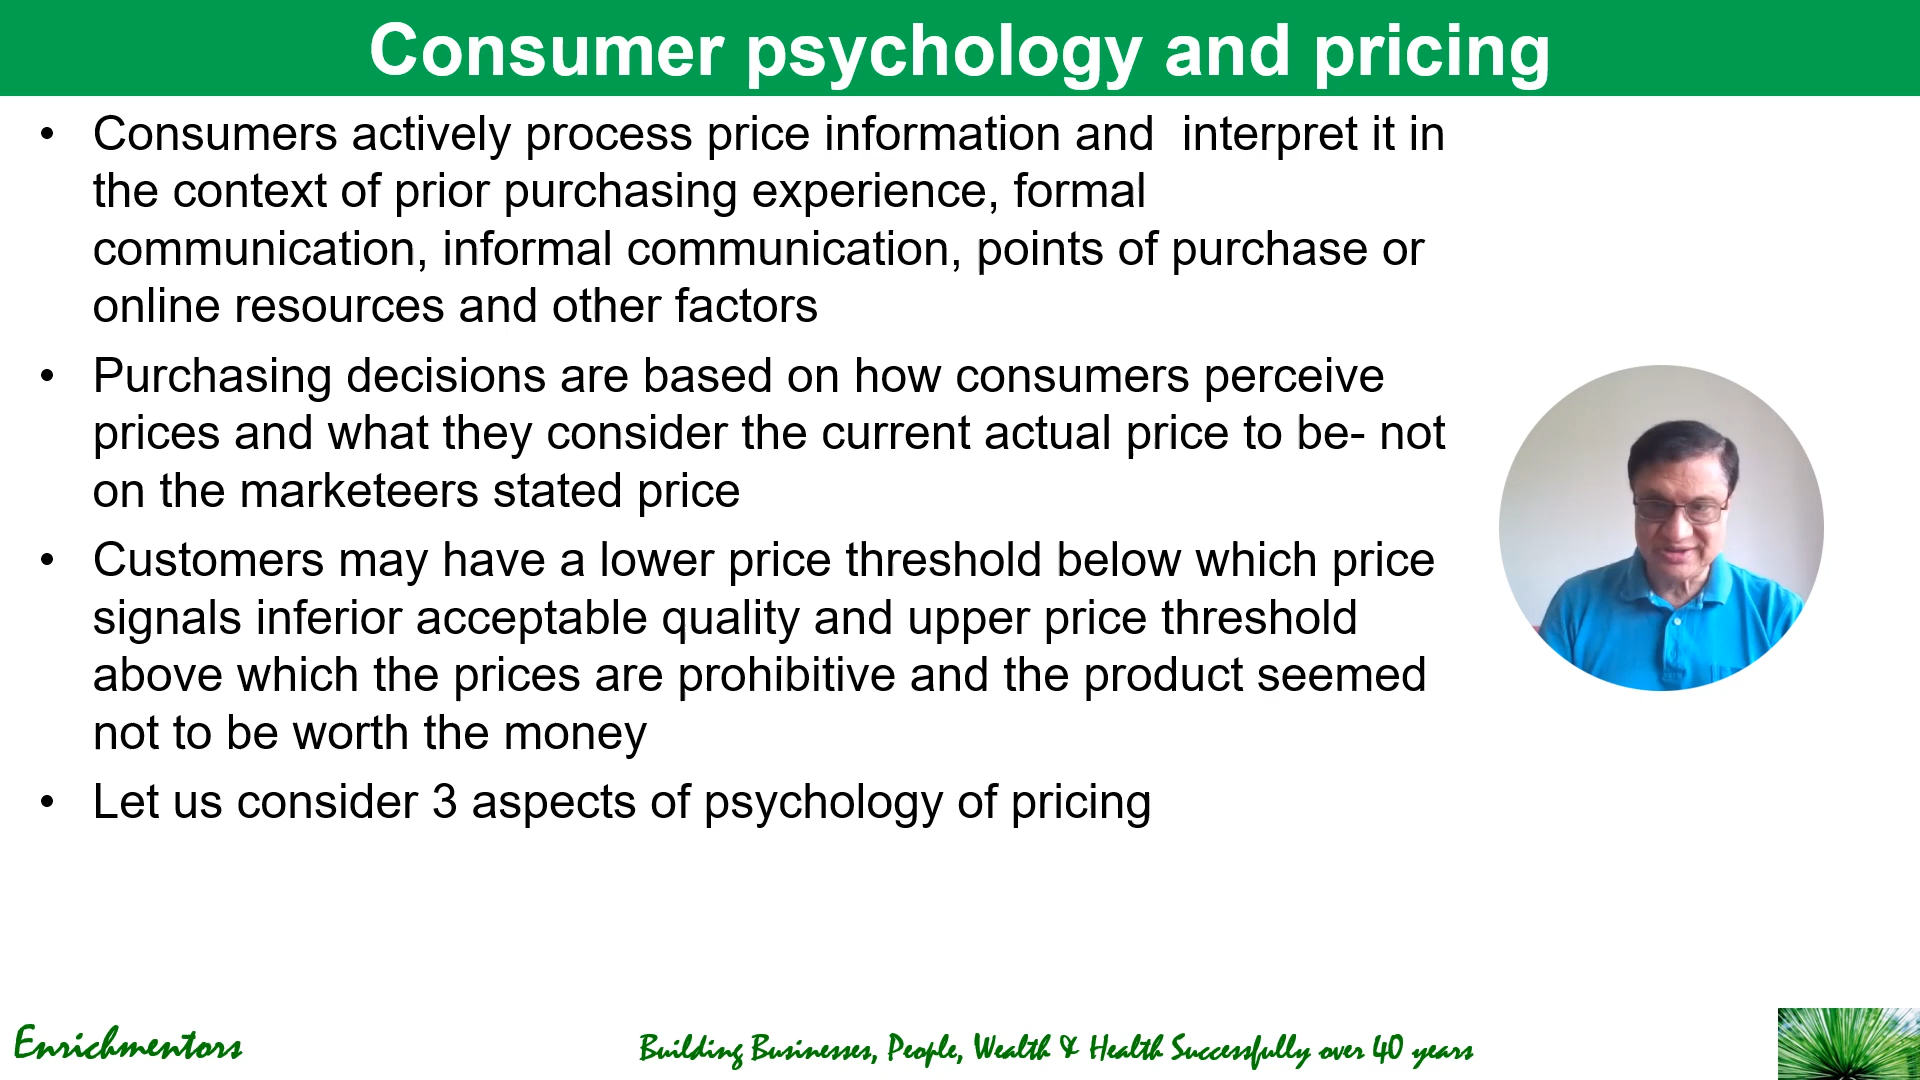 Consumer psychology and pricing
• Consumers actively process price information and  interpret it in
the context of prior purchasing experience, formal
communication, informal communication, points of purchase or
online resources and other factors
• Purchasing decisions are based on how consumers perceive
prices and what they consider the current actual price to be- not
on the marketeers stated price
• Customers may have a lower price threshold below which price
signals inferior acceptable quality and upper price threshold
above which the prices are prohibitive and the product seemed
not to be worth the money
• Let us consider 3 aspects of psychology of pricing
Enrichmentors
Building Businesses, People, Wealth & Health Successfully over 40 years